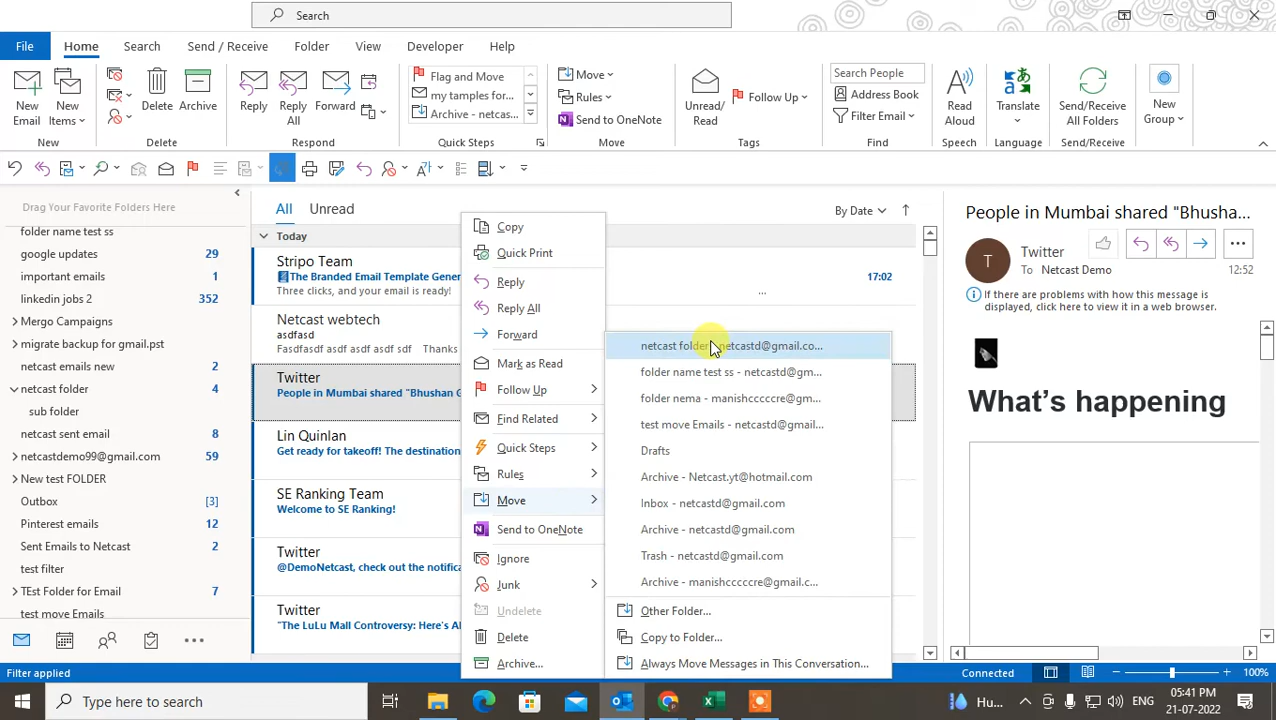 Search
File
Home
Search
Send / Receive
Folder
View
Developer
Help
New Email
New Items
New
Delete
Archive
Delete
Reply
Reply All
Forward
Respond
Flag and Move
my tamples for...
Archive - netcas...
Quick Steps
Move
Rules
Send to OneNote
Move
Unread/ Read
Follow Up
Tags
Search People
Address Book
Filter Email
Find
Read Aloud
Speech
Translate
Language
Send/Receive All Folders
Send/Receive
New Group
New
Drag Your Favorite Folders Here
folder name test ss
google updates 29
important emails 1
linkedin jobs 2 352
Mergo Campaigns
migrate backup for gmail.pst
netcast emails new 2
netcast folder 4
sub folder
netcast sent email 8
netcastdemo99@gmail.com 59
New test FOLDER
Outbox [3]
Pinterest emails 12
Sent Emails to Netcast 2
test filter
TEst Folder for Email 7
test move Emails
All Unread
By Date
Today
Stripo Team
The Branded Email Template Gener
17:02
Three clicks, and your email is ready!
...
Netcast webtech
asdfasd
Fasdfasdf asdf asdf asdf sdf Thanks
Twitter
People in Mumbai shared "Bhushan G
Lin Quinlan
Get ready for takeoff! The destination
SE Ranking Team
Welcome to SE Ranking!
Twitter
@DemoNetcast, check out the notifica
Twitter
"The LuLu Mall Controversy: Here's Al
Copy
Quick Print
Reply
Reply All
Forward
Mark as Read
Follow Up
Find Related
Quick Steps
Rules
Move
Send to OneNote
Ignore
Junk
Undelete
Delete
Archive...
netcast folder - netcastd@gmail.co...
folder name test ss - netcastd@gm...
folder nema - manishcccccre@gm...
test move Emails - netcastd@gmail...
Drafts
Archive - Netcast.yt@hotmail.com
Inbox - netcastd@gmail.com
Archive - netcastd@gmail.com
Trash - netcastd@gmail.com
Archive - manishcccccre@gmail.c...
Other Folder...
Copy to Folder...
Always Move Messages in This Conversation...
People in Mumbai shared "Bhusha...
T
Twitter
To Netcast Demo
12:52
If there are problems with how this message is
displayed, click here to view it in a web browser.
What's happening
Filter applied
Connected
100%
Type here to search
Hu...
ENG
05:41 PM
21-07-2022